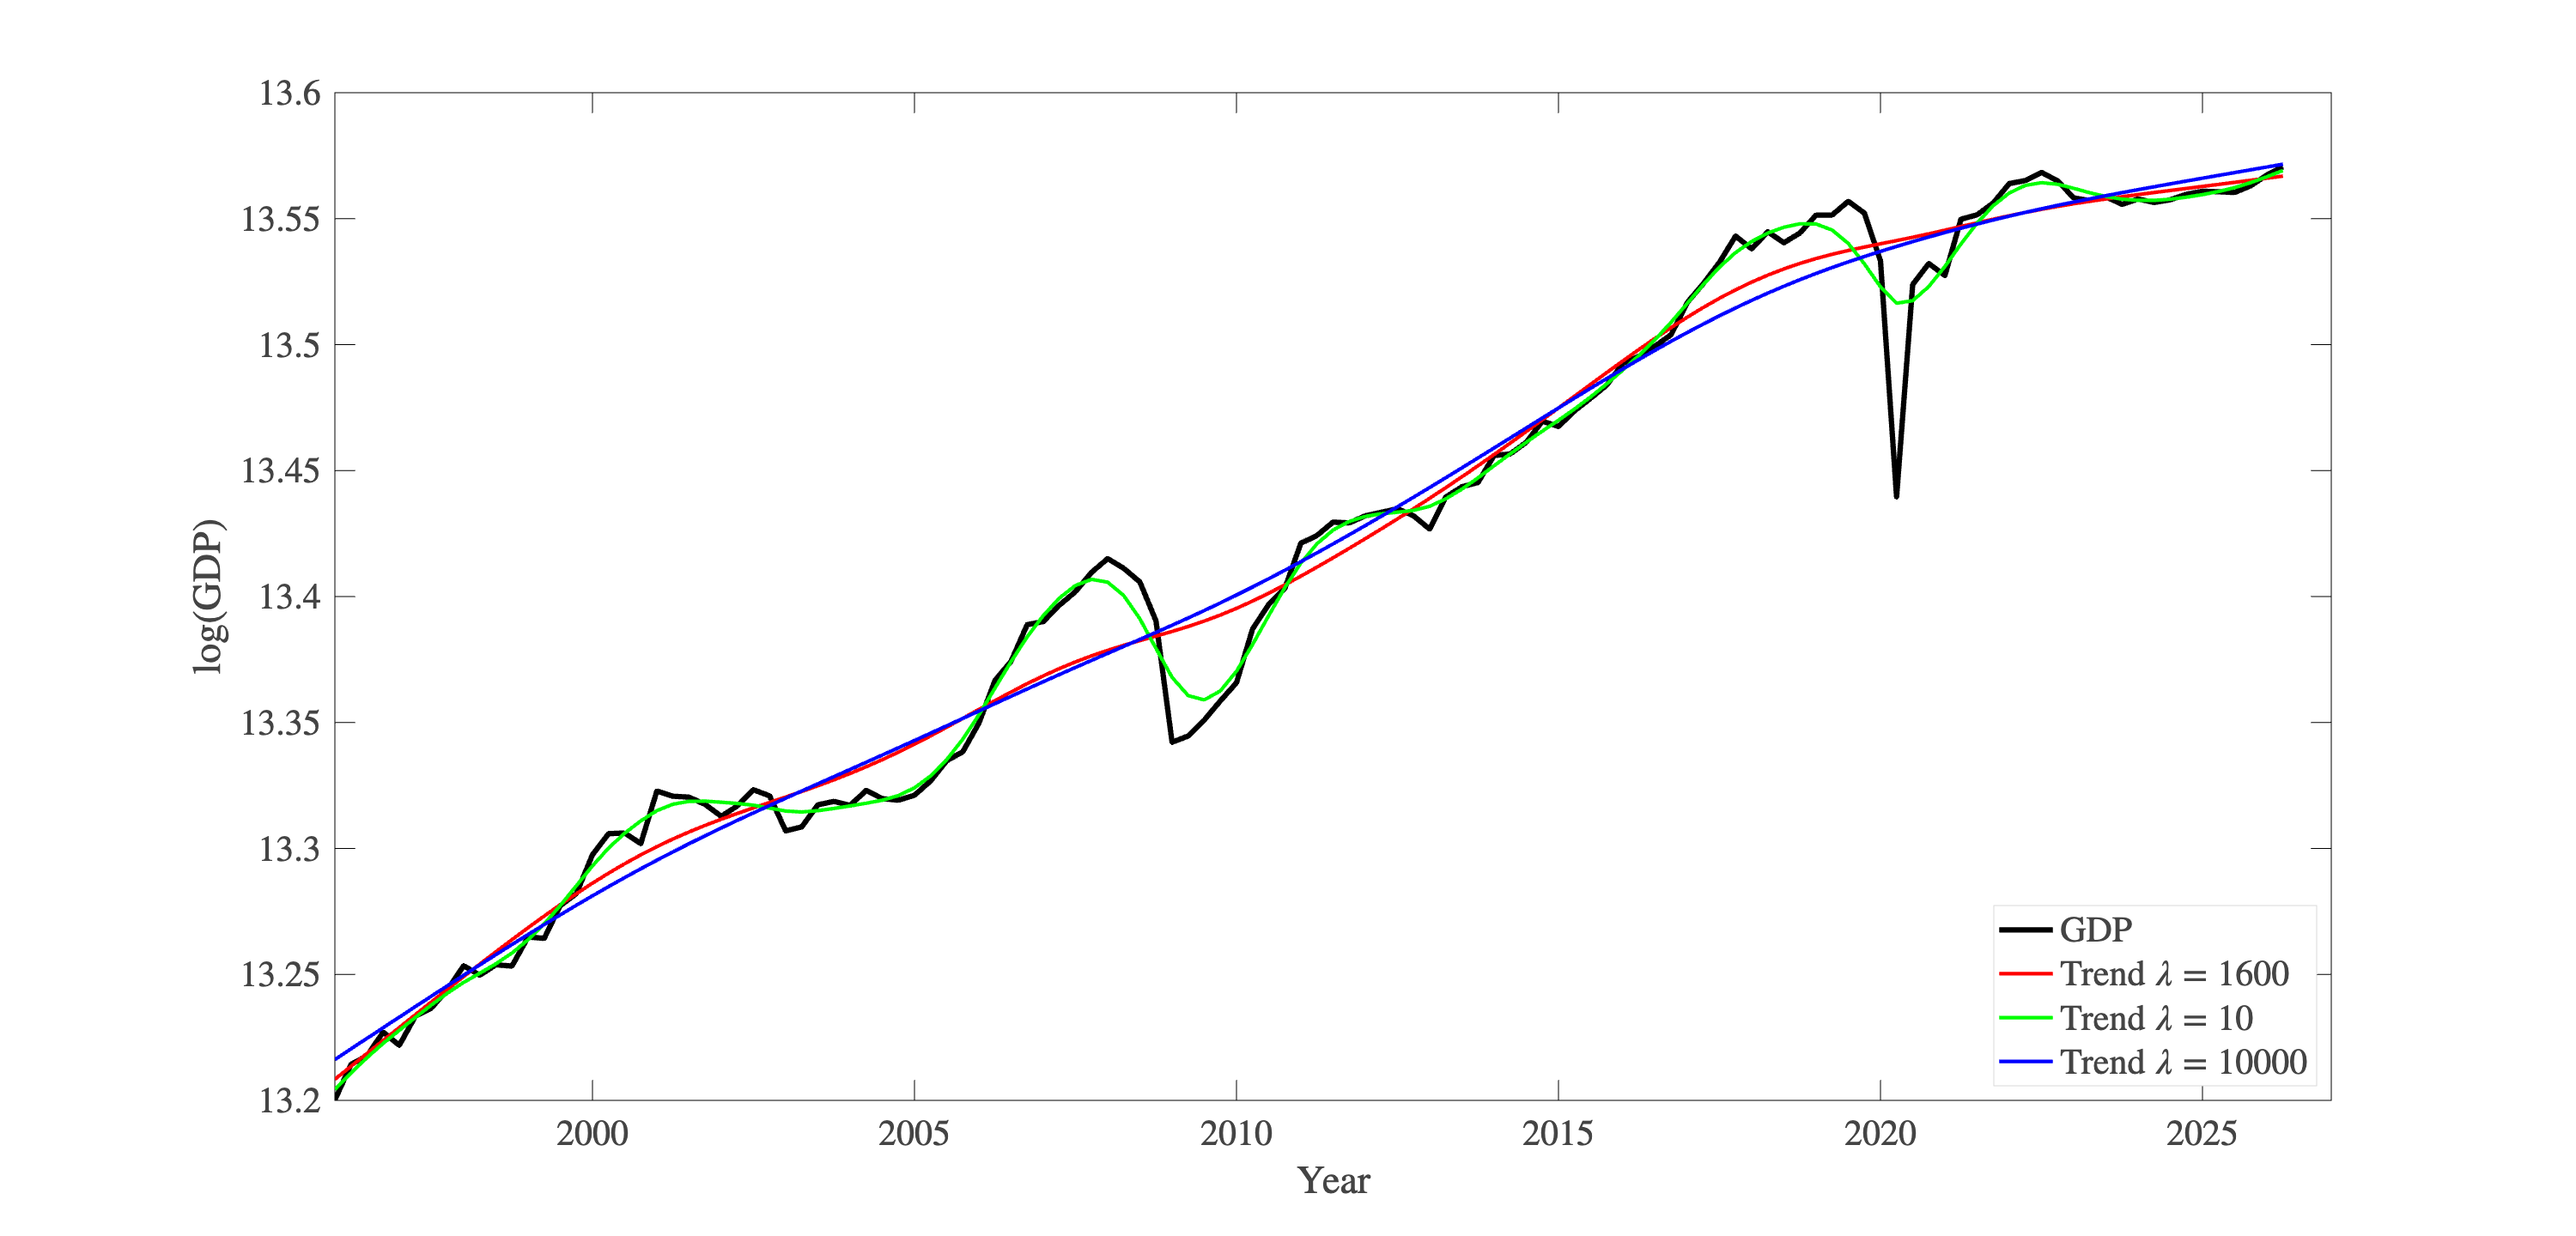 13.6
13.55
13.5
13.45
13.4
13.35
13.3
13.25
13.2
log(GDP)
2000 2005 2010 2015 2020 2025
Year
GDP
Trend λ = 1600
Trend λ = 10
Trend λ = 10000